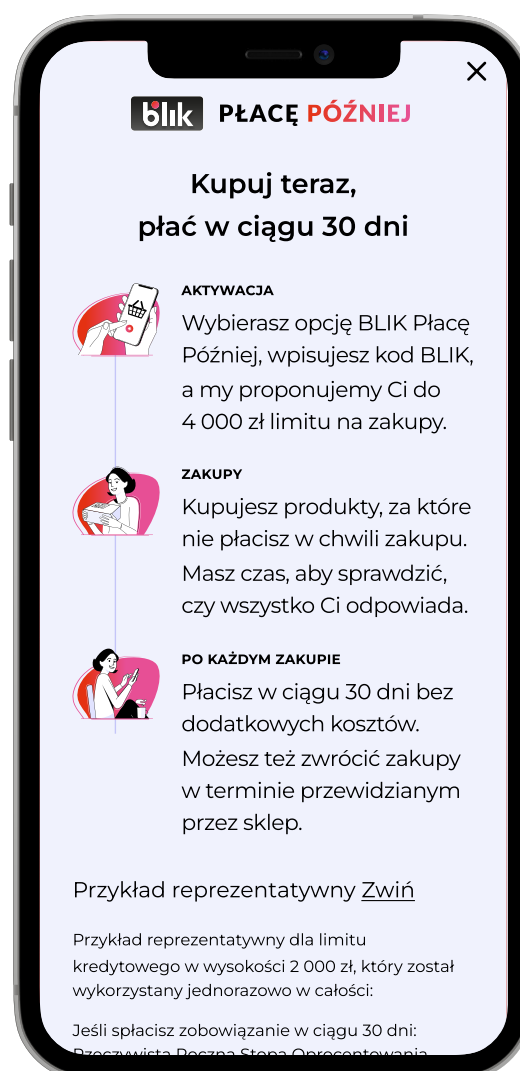 blik PŁACĘ PÓŹNIEJ
Kupuj teraz,
płać w ciągu 30 dni
AKTYWACJA
Wybierasz opcję BLIK Płacę
Później, wpisujesz kod BLIK,
a my proponujemy Ci do
4 000 zł limitu na zakupy.
ZAKUPY
Kupujesz produkty, za które
nie płacisz w chwili zakupu.
Masz czas, aby sprawdzić,
czy wszystko Ci odpowiada.
PO KAŻDYM ZAKUPIE
Płacisz w ciągu 30 dni bez
dodatkowych kosztów.
Możesz też zwrócić zakupy
w terminie przewidzianym
przez sklep.
Przykład reprezentatywny Zwiń
Przykład reprezentatywny dla limitu
kredytowego w wysokości 2 000 zł, który został
wykorzystany jednorazowo w całości:
Jeśli spłacisz zobowiązanie w ciągu 30 dni:
Rzeczywista Roczna Stopa Oprocentowania